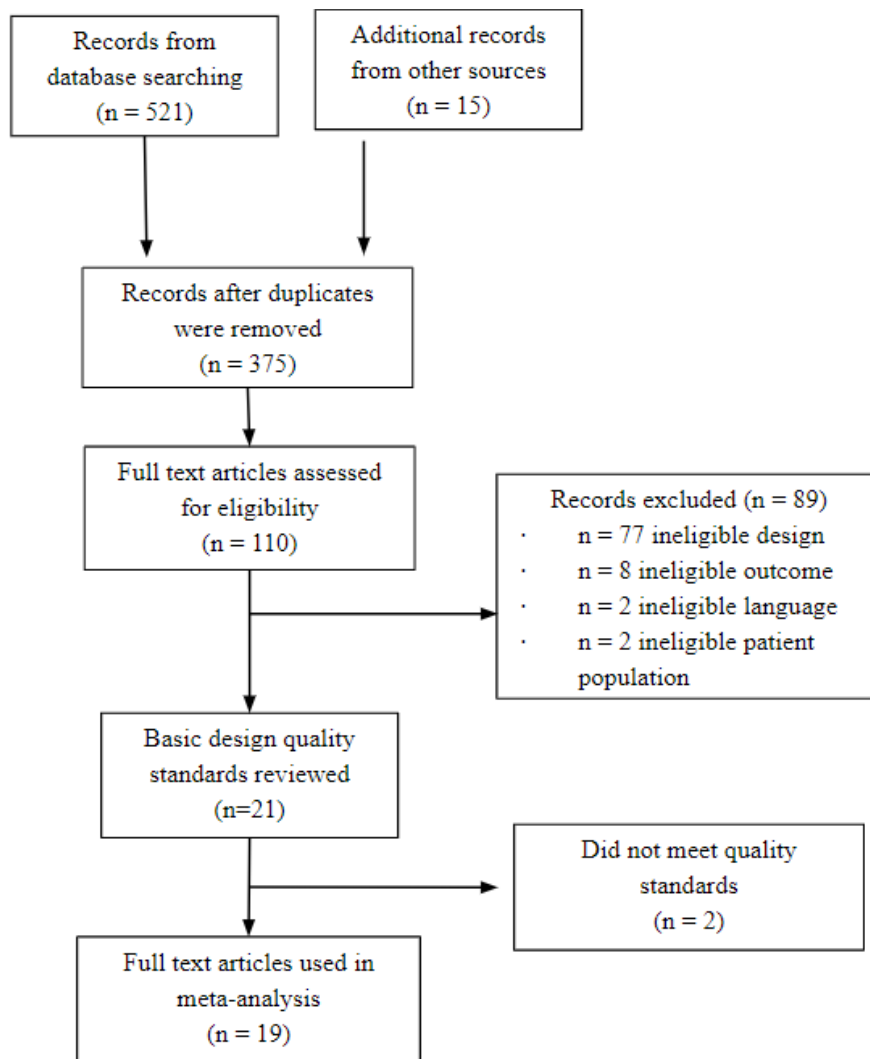 Records from
database searching
(n = 521)
Additional records
from other sources
(n = 15)
Records after duplicates
were removed
(n = 375)
Full text articles assessed
for eligibility
(n = 110)
Records excluded (n = 89)
· n = 77 ineligible design
· n = 8 ineligible outcome
· n = 2 ineligible language
· n = 2 ineligible patient
population
Basic design quality
standards reviewed
(n=21)
Did not meet quality
standards
(n = 2)
Full text articles used in
meta-analysis
(n = 19)